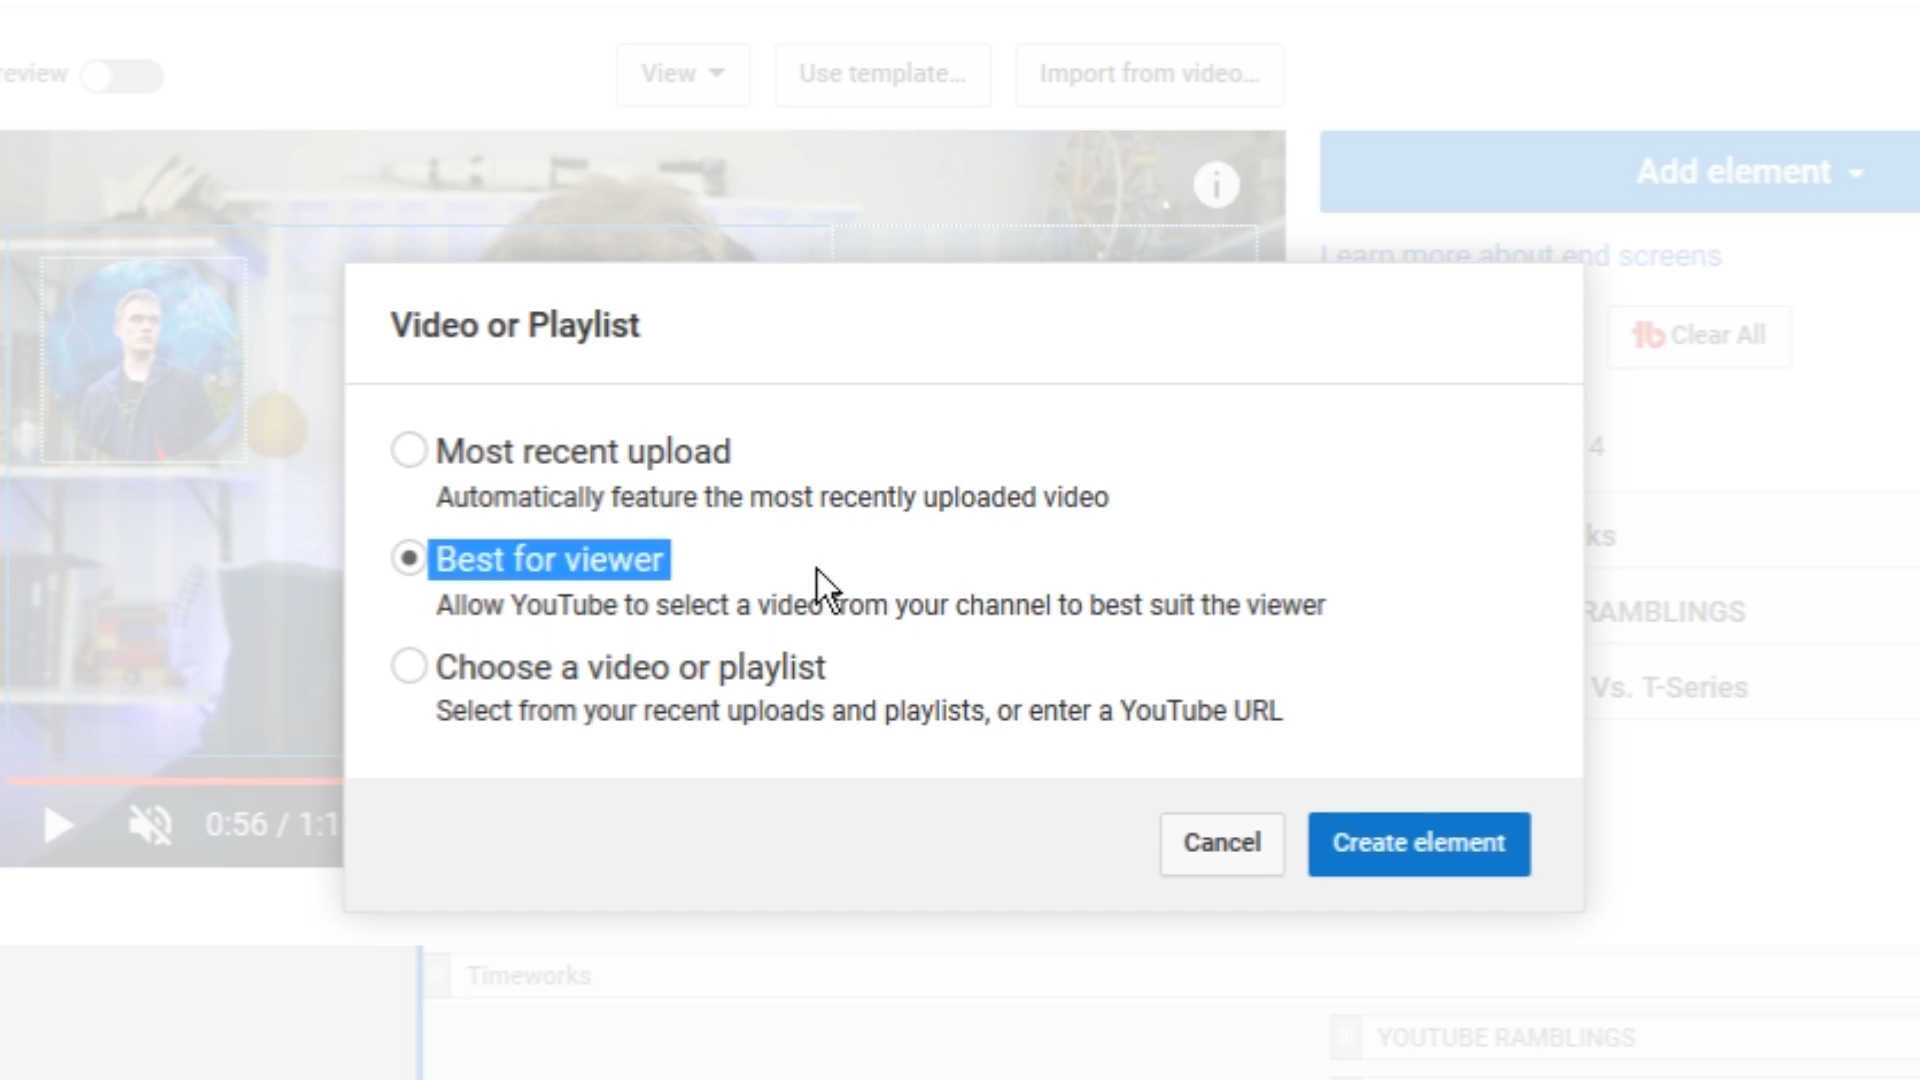 review
View
Use template...
Import from video...
Add element
Learn more about end screens
Clear All
Video or Playlist
Most recent upload
Automatically feature the most recently uploaded video
Best for viewer
Allow YouTube to select a video from your channel to best suit the viewer
Choose a video or playlist
Select from your recent uploads and playlists, or enter a YouTube URL
4
ks
RAMBLINGS
Vs. T-Series
0:56 / 1:1
Cancel
Create element
Timeworks
YOUTUBE RAMBLINGS